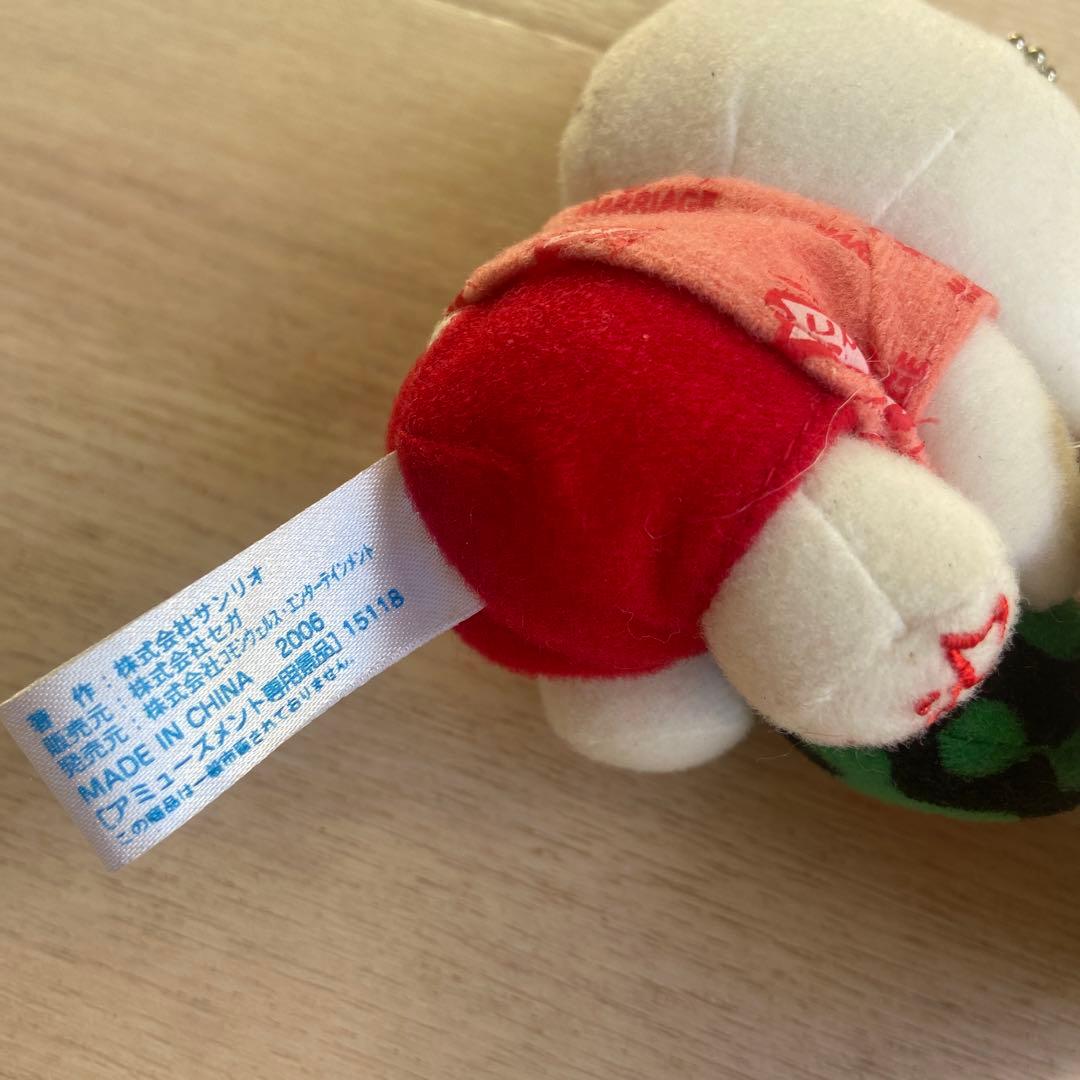 著 作：株式会社サンリオ
販売元：株式会社セガ
発売元：株式会社コモンウェルス・エンターテインメント
MADE IN CHINA 2006
[アミューズメント専用景品] 15118
この商品は一般市販されておりません。
MARRIAGE